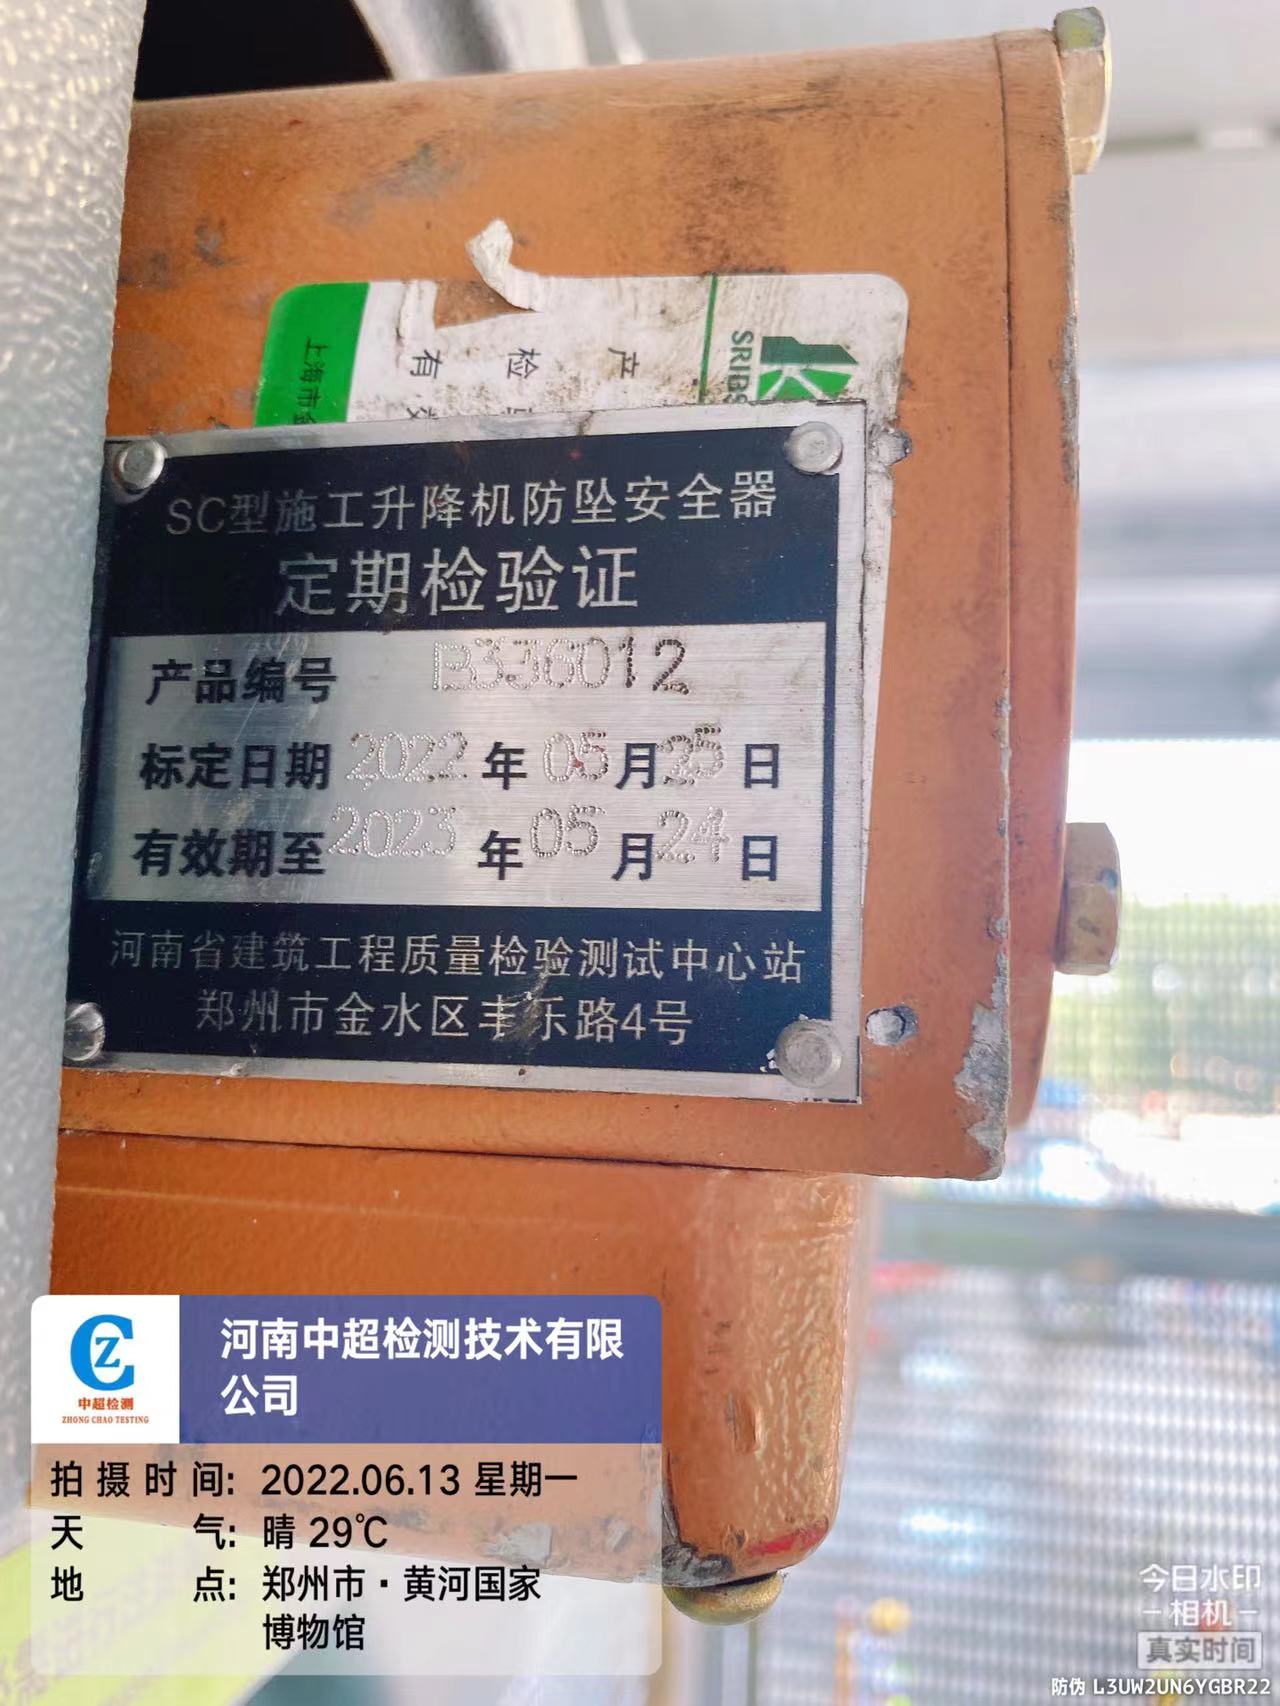 SRIBS
产
检
有 效
上海市
SC型施工升降机防坠安全器
定期检验证
产品编号 B336012
标定日期 2022 年 05 月 25 日
有效期至 2023 年 05 月 24 日
河南省建筑工程质量检验测试中心站
郑州市金水区丰乐路4号
CZ
中超检测
ZHONG CHAO TESTING
河南中超检测技术有限
公司
拍摄时间: 2022.06.13 星期一
天气: 晴 29℃
地点: 郑州市·黄河国家
博物馆
今日水印
相机
真实时间
防伪 L3UW2UN6YGBR22